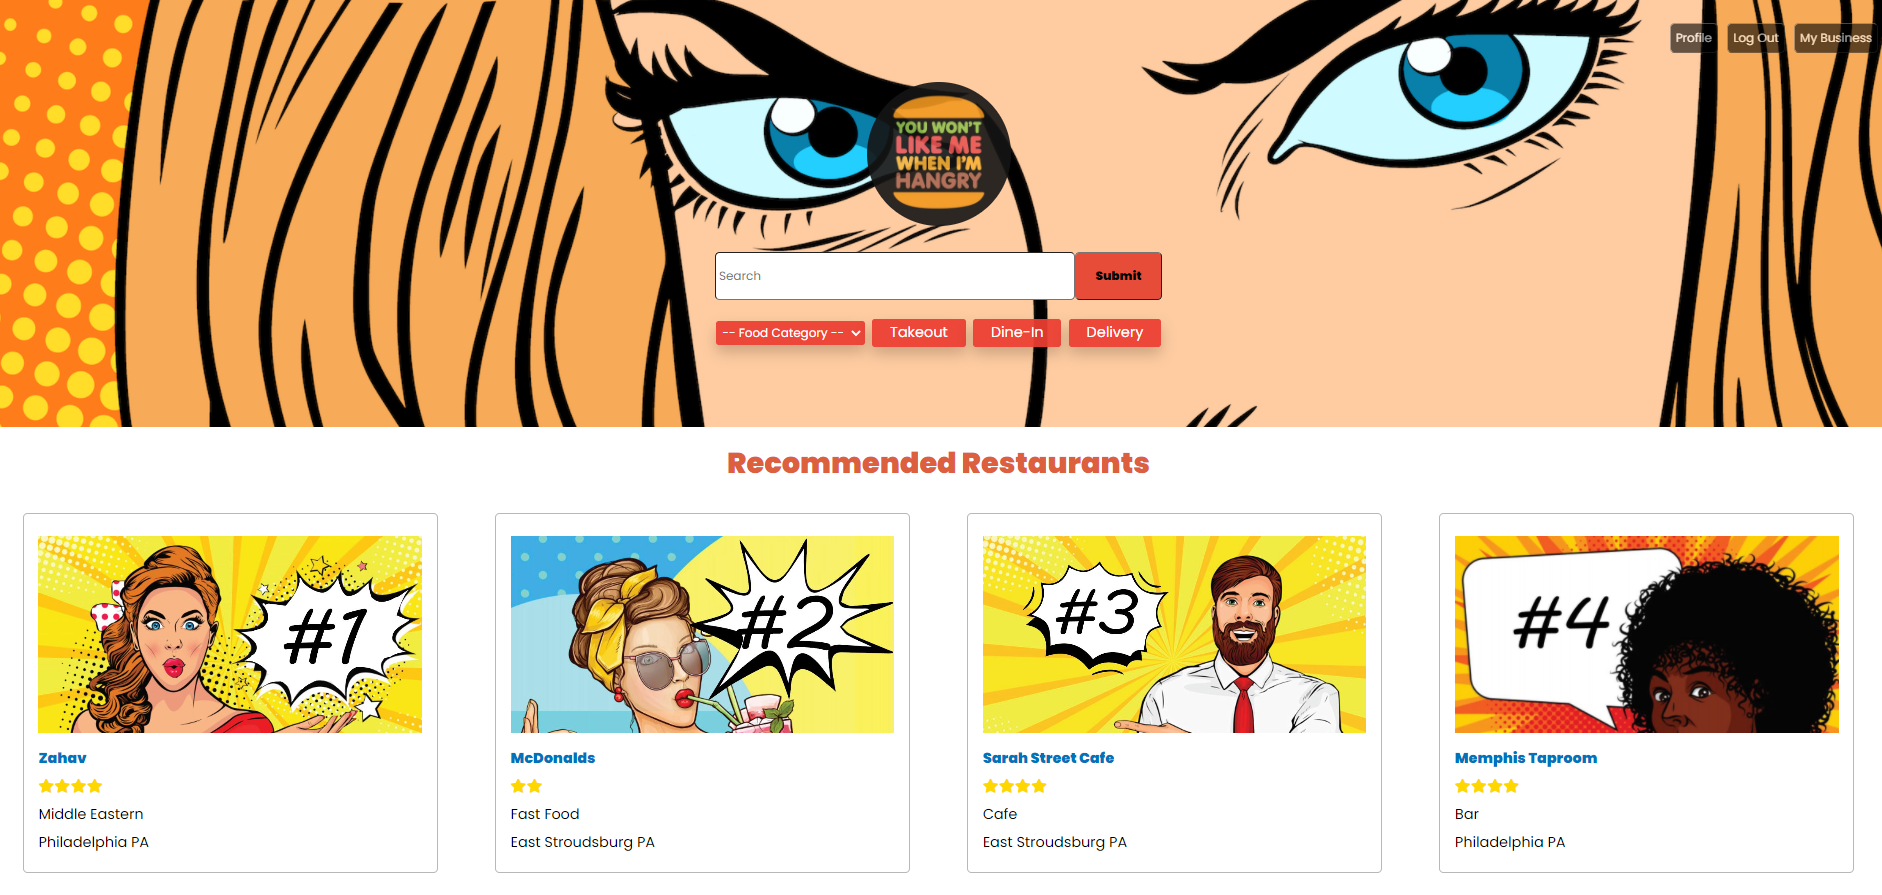 Profile
Log Out
My Business
YOU WON'T
LIKE ME
WHEN I'M
HANGRY
Search
Submit
-- Food Category --
Takeout
Dine-In
Delivery
Recommended Restaurants
#1
Zahav
Middle Eastern
Philadelphia PA
#2
McDonalds
Fast Food
East Stroudsburg PA
#3
Sarah Street Cafe
Cafe
East Stroudsburg PA
#4
Memphis Taproom
Bar
Philadelphia PA